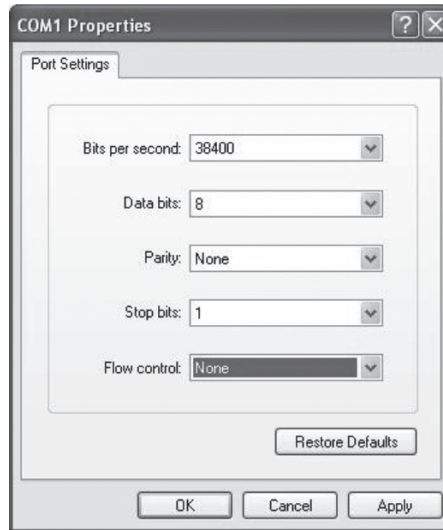 COM1 Properties
Port Settings
Bits per second: 38400
Data bits: 8
Parity: None
Stop bits: 1
Flow control: None
Restore Defaults
OK Cancel Apply